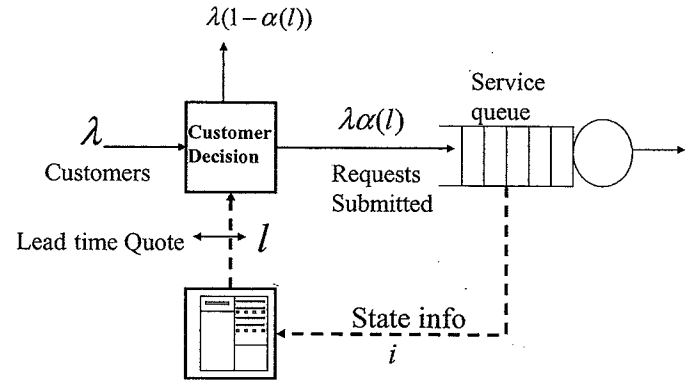 λ(1−α(l))
Service
queue
λ
Customer
Decision
λα(l)
Customers
Requests
Submitted
Lead time Quote
l
State info
i